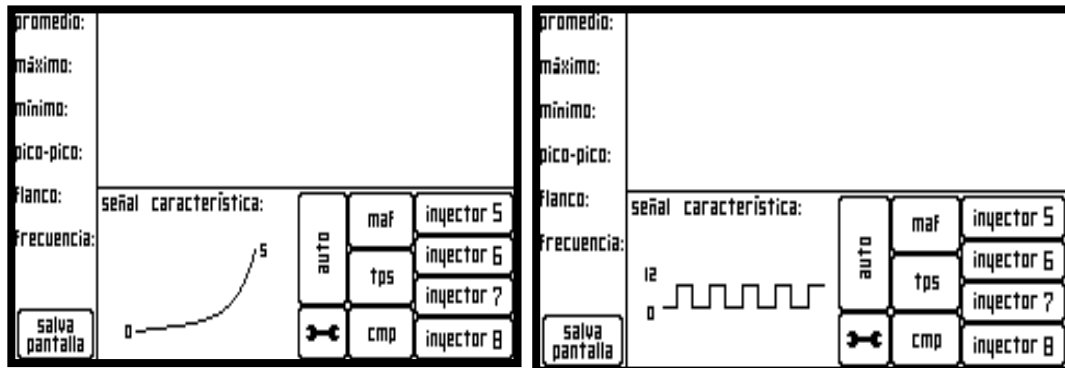 promedio:
máximo:
mínimo:
pico-pico:
flanco:
frecuencia:
salva
pantalla
señal característica:
5
0
auto
maf
tps
cmp
inyector 5
inyector 6
inyector 7
inyector 8
promedio:
máximo:
mínimo:
pico-pico:
flanco:
frecuencia:
salva
pantalla
señal característica:
12
0
auto
maf
tps
cmp
inyector 5
inyector 6
inyector 7
inyector 8